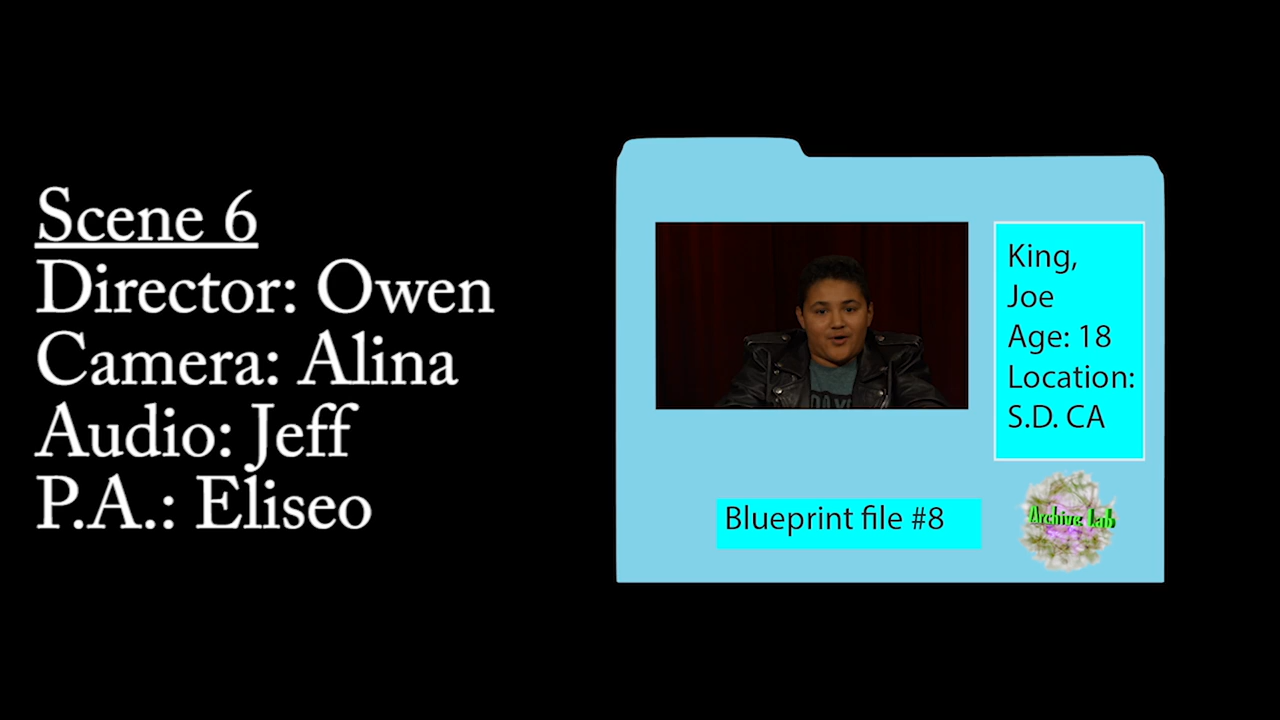 Scene 6
Director: Owen
Camera: Alina
Audio: Jeff
P.A.: Eliseo
King,
Joe
Age: 18
Location:
S.D. CA
Blueprint file #8
Archive Lab